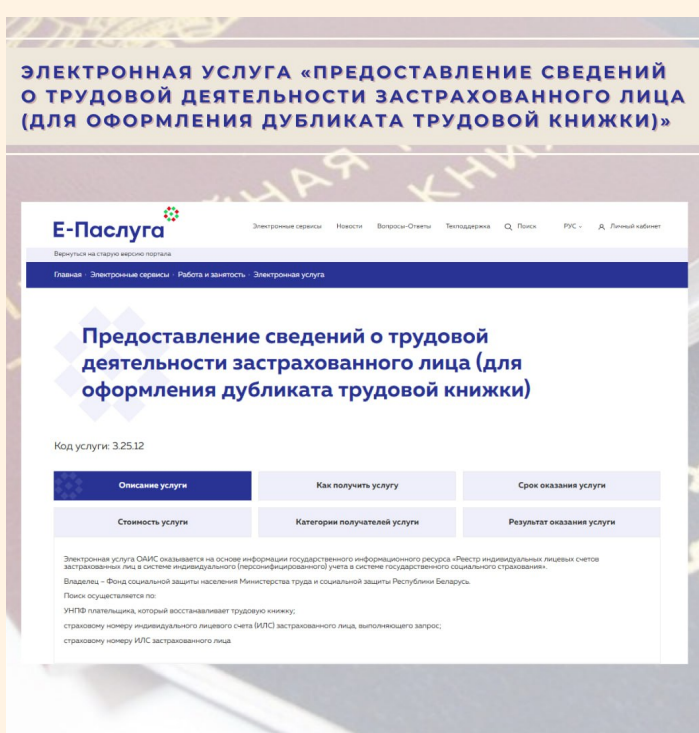 ЭЛЕКТРОННАЯ УСЛУГА «ПРЕДОСТАВЛЕНИЕ СВЕДЕНИЙ
О ТРУДОВОЙ ДЕЯТЕЛЬНОСТИ ЗАСТРАХОВАННОГО ЛИЦА
(ДЛЯ ОФОРМЛЕНИЯ ДУБЛИКАТА ТРУДОВОЙ КНИЖКИ)»
Е-Паслуга
Электронные сервисы Новости Вопросы-Ответы Техподдержка Поиск РУС Личный кабинет
Вернуться на старую версию портала
Главная · Электронные сервисы · Работа и занятость · Электронная услуга
Предоставление сведений о трудовой
деятельности застрахованного лица (для
оформления дубликата трудовой книжки)
Код услуги: 3.25.12
Описание услуги Как получить услугу Срок оказания услуги
Стоимость услуги Категории получателей услуги Результат оказания услуги
Электронная услуга ОАИС оказывается на основе информации государственного информационного ресурса «Реестр индивидуальных лицевых счетов
застрахованных лиц в системе индивидуального (персонифицированного) учета в системе государственного социального страхования».
Владелец – Фонд социальной защиты населения Министерства труда и социальной защиты Республики Беларусь.
Поиск осуществляется по:
УНПФ плательщика, который восстанавливает трудовую книжку;
страховому номеру индивидуального лицевого счета (ИЛС) застрахованного лица, выполняющего запрос;
страховому номеру ИЛС застрахованного лица